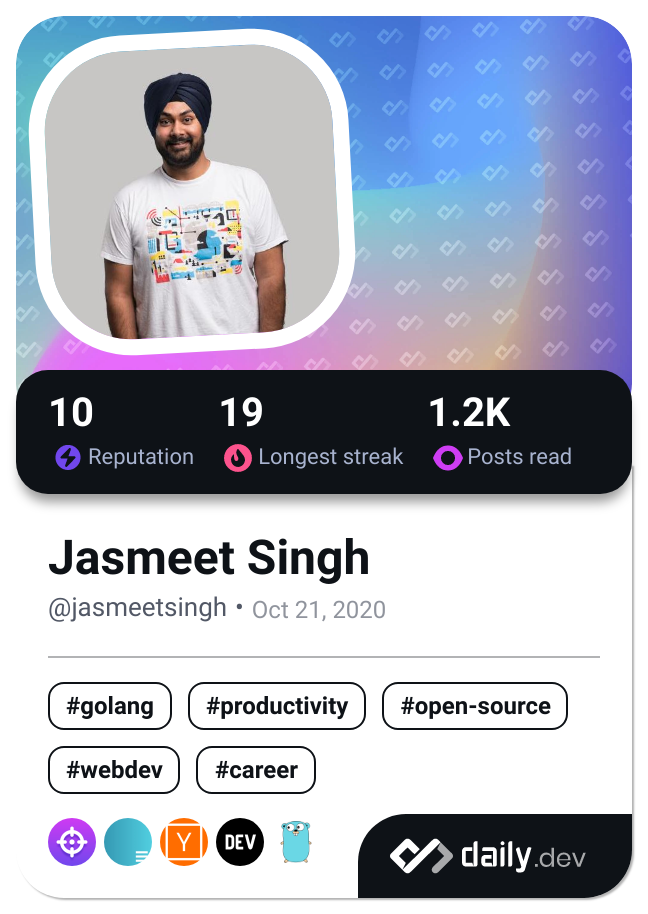 10 19 1.2K
Reputation Longest streak Posts read
Jasmeet Singh
@jasmeetsingh • Oct 21, 2020
#golang #productivity #open-source
#webdev #career
Y DEV
daily.dev